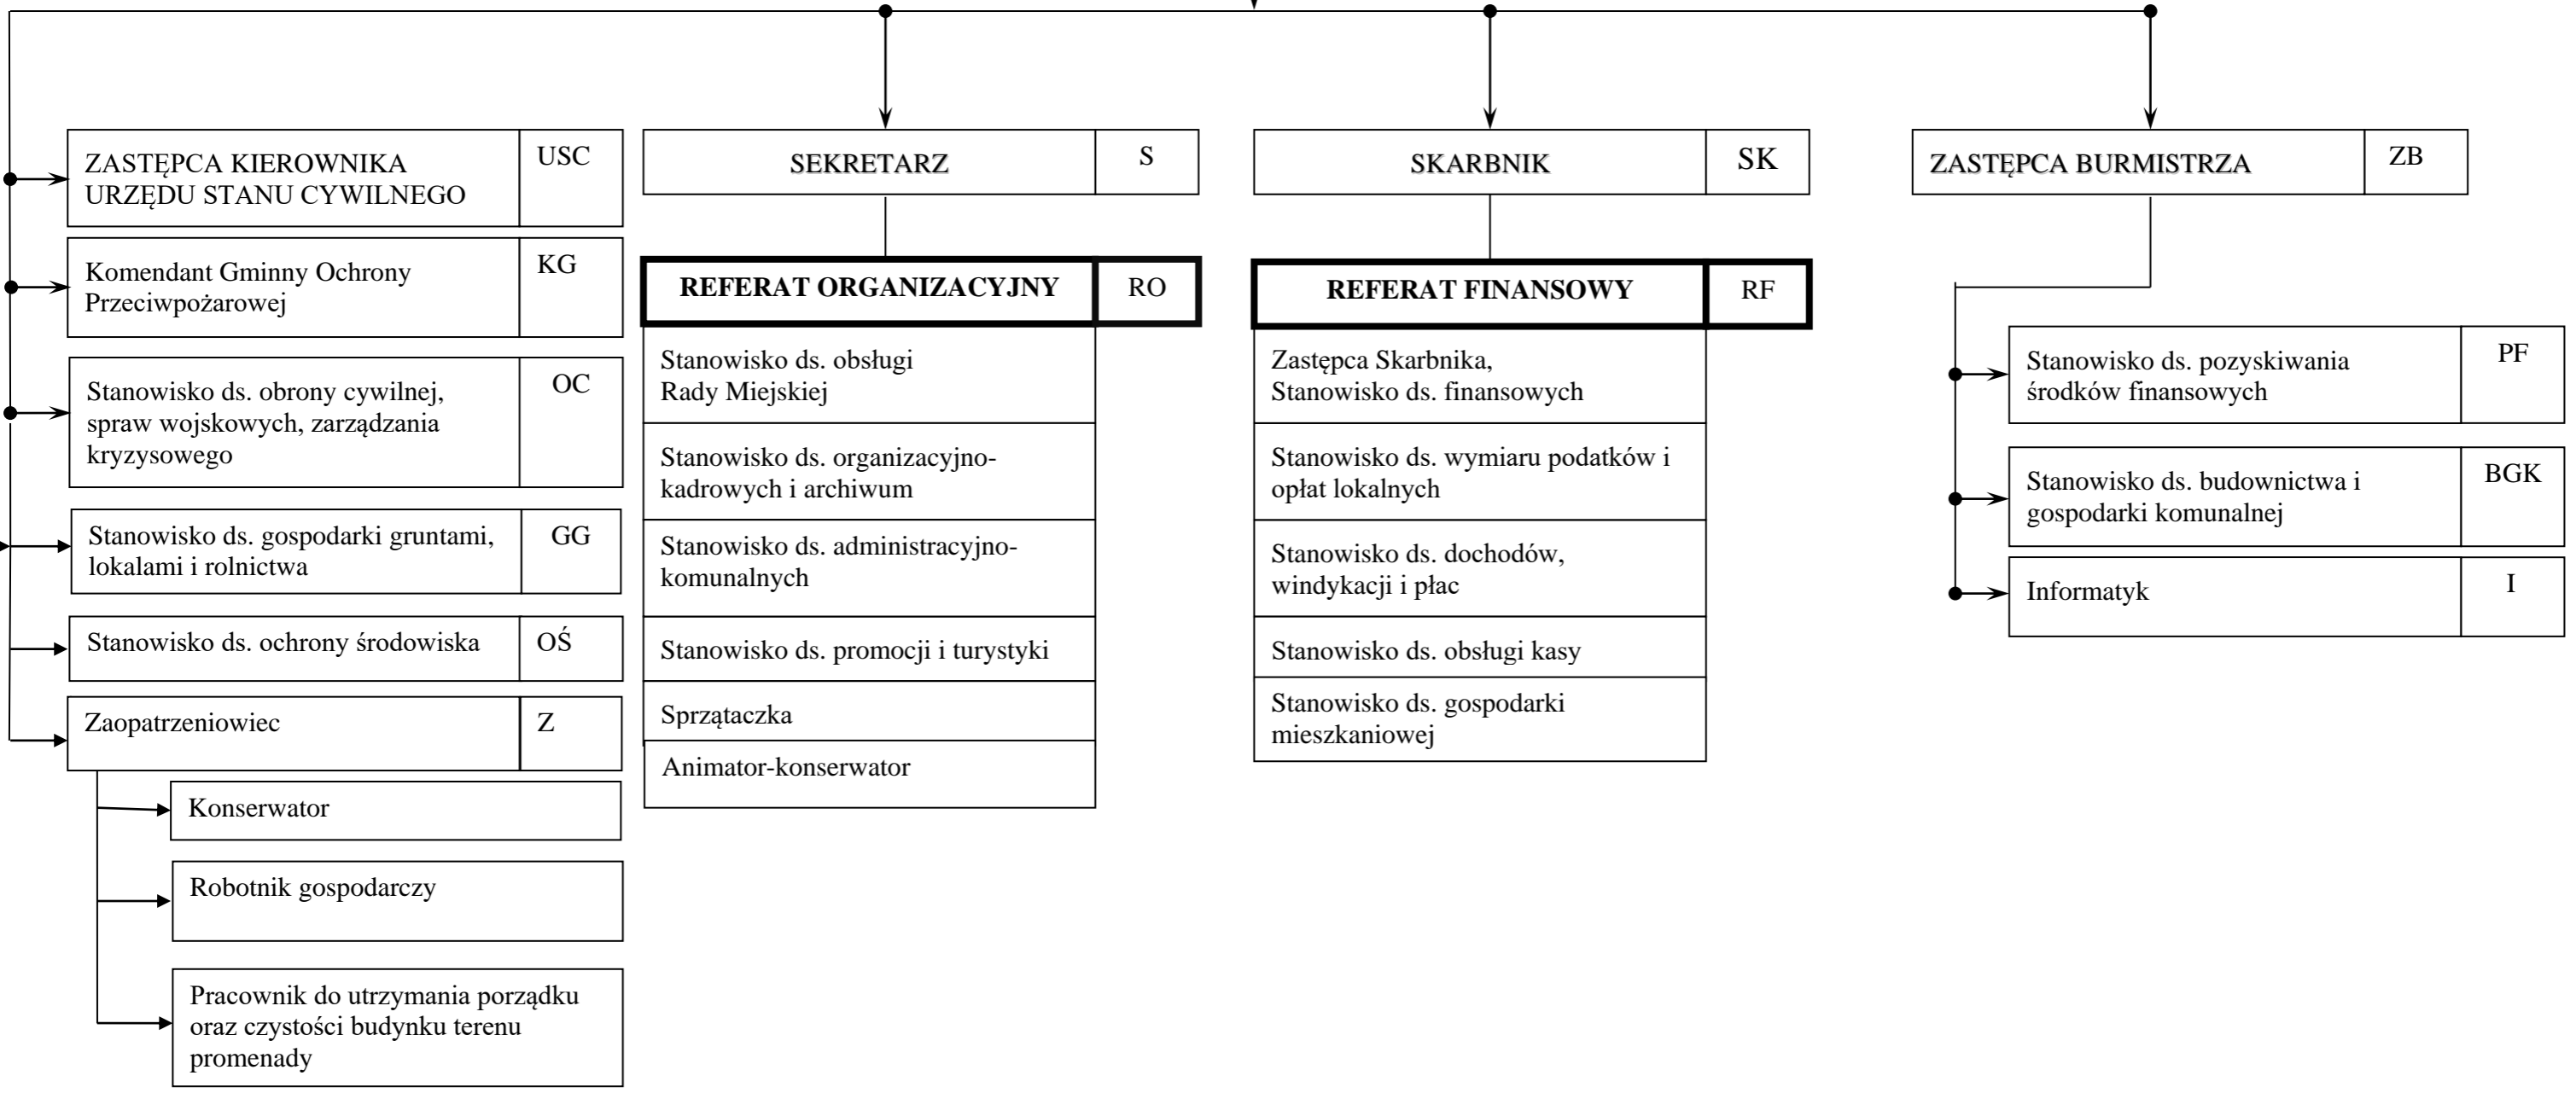 ZASTĘPCA KIEROWNIKA
URZĘDU STANU CYWILNEGO
USC
Komendant Gminny Ochrony
Przeciwpożarowej
KG
Stanowisko ds. obrony cywilnej,
spraw wojskowych, zarządzania
kryzysowego
OC
Stanowisko ds. gospodarki gruntami,
lokalami i rolnictwa
GG
Stanowisko ds. ochrony środowiska
OŚ
Zaopatrzeniowiec
Z
Konserwator
Robotnik gospodarczy
Pracownik do utrzymania porządku
oraz czystości budynku terenu
promenady
SEKRETARZ
S
REFERAT ORGANIZACYJNY
RO
Stanowisko ds. obsługi
Rady Miejskiej
Stanowisko ds. organizacyjno-
kadrowych i archiwum
Stanowisko ds. administracyjno-
komunalnych
Stanowisko ds. promocji i turystyki
Sprzątaczka
Animator-konserwator
SKARBNIK
SK
REFERAT FINANSOWY
RF
Zastępca Skarbnika,
Stanowisko ds. finansowych
Stanowisko ds. wymiaru podatków i
opłat lokalnych
Stanowisko ds. dochodów,
windykacji i płac
Stanowisko ds. obsługi kasy
Stanowisko ds. gospodarki
mieszkaniowej
ZASTĘPCA BURMISTRZA
ZB
Stanowisko ds. pozyskiwania
środków finansowych
PF
Stanowisko ds. budownictwa i
gospodarki komunalnej
BGK
Informatyk
I